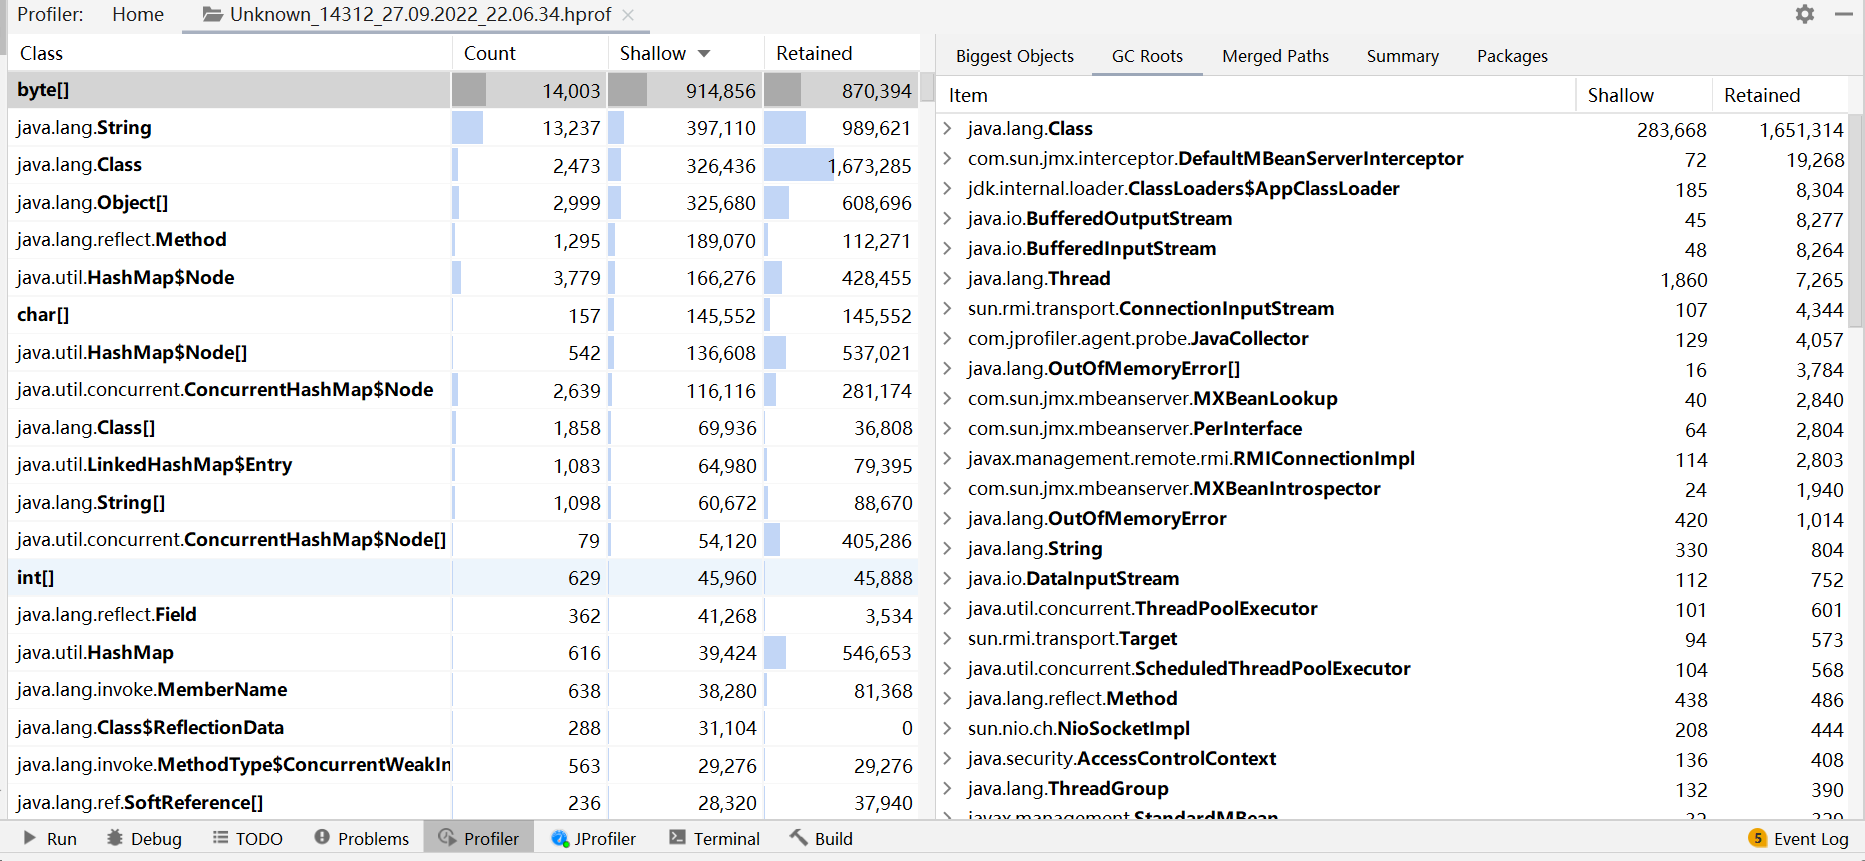 Profiler: Home Unknown_14312_27.09.2022_22.06.34.hprof
Class Count Shallow Retained
byte[] 14,003 914,856 870,394
java.lang.String 13,237 397,110 989,621
java.lang.Class 2,473 326,436 1,673,285
java.lang.Object[] 2,999 325,680 608,696
java.lang.reflect.Method 1,295 189,070 112,271
java.util.HashMap$Node 3,779 166,276 428,455
char[] 157 145,552 145,552
java.util.HashMap$Node[] 542 136,608 537,021
java.util.concurrent.ConcurrentHashMap$Node 2,639 116,116 281,174
java.lang.Class[] 1,858 69,936 36,808
java.util.LinkedHashMap$Entry 1,083 64,980 79,395
java.lang.String[] 1,098 60,672 88,670
java.util.concurrent.ConcurrentHashMap$Node[] 79 54,120 405,286
int[] 629 45,960 45,888
java.lang.reflect.Field 362 41,268 3,534
java.util.HashMap 616 39,424 546,653
java.lang.invoke.MemberName 638 38,280 81,368
java.lang.Class$ReflectionData 288 31,104 0
java.lang.invoke.MethodType$ConcurrentWeakIn 563 29,276 29,276
java.lang.ref.SoftReference[] 236 28,320 37,940
Biggest Objects GC Roots Merged Paths Summary Packages
Item Shallow Retained
java.lang.Class 283,668 1,651,314
com.sun.jmx.interceptor.DefaultMBeanServerInterceptor 72 19,268
jdk.internal.loader.ClassLoaders$AppClassLoader 185 8,304
java.io.BufferedOutputStream 45 8,277
java.io.BufferedInputStream 48 8,264
java.lang.Thread 1,860 7,265
sun.rmi.transport.ConnectionInputStream 107 4,344
com.jprofiler.agent.probe.JavaCollector 129 4,057
java.lang.OutOfMemoryError[] 16 3,784
com.sun.jmx.mbeanserver.MXBeanLookup 40 2,840
com.sun.jmx.mbeanserver.PerInterface 64 2,804
javax.management.remote.rmi.RMIConnectionImpl 114 2,803
com.sun.jmx.mbeanserver.MXBeanIntrospector 24 1,940
java.lang.OutOfMemoryError 420 1,014
java.lang.String 330 804
java.io.DataInputStream 112 752
java.util.concurrent.ThreadPoolExecutor 101 601
sun.rmi.transport.Target 94 573
java.util.concurrent.ScheduledThreadPoolExecutor 104 568
java.lang.reflect.Method 438 486
sun.nio.ch.NioSocketImpl 208 444
java.security.AccessControlContext 136 408
java.lang.ThreadGroup 132 390
javax.management.StandardMBean 32 329
Run Debug TODO Problems Profiler JProfiler Terminal Build 5 Event Log